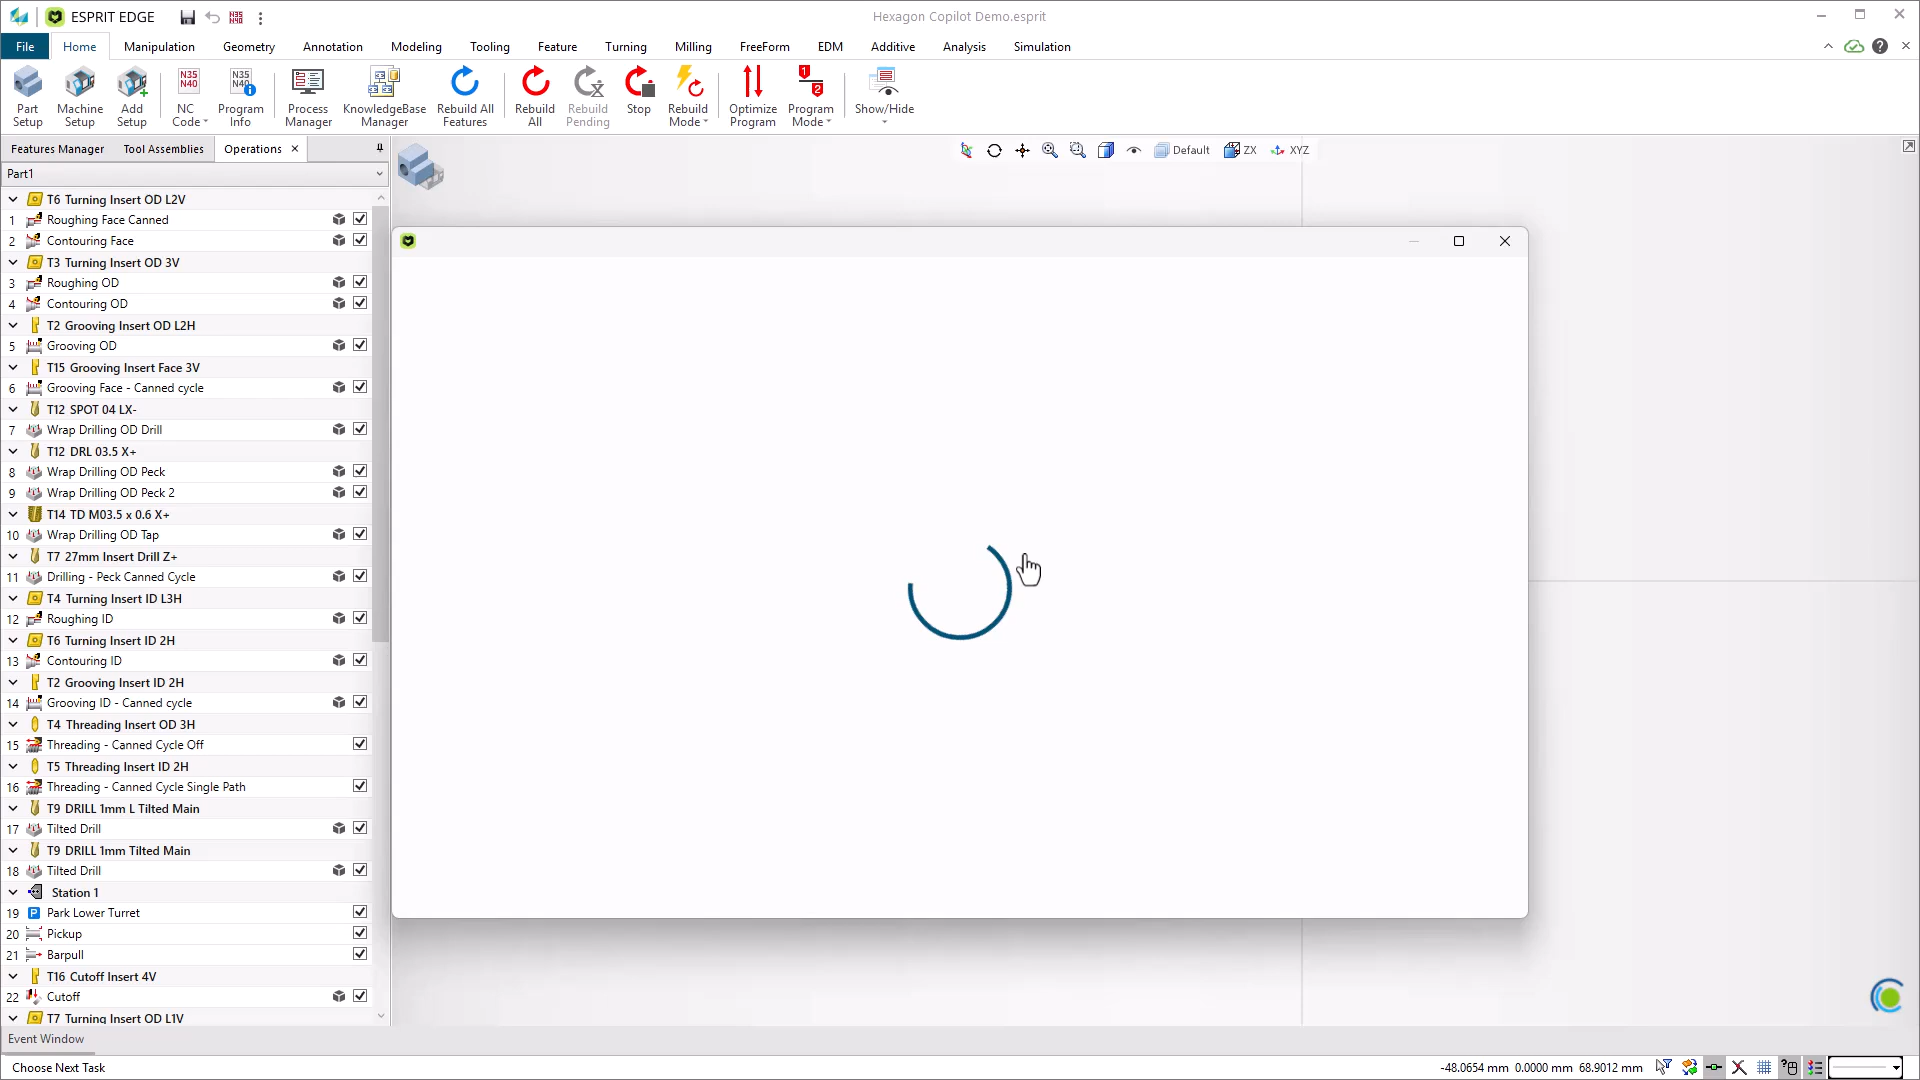 ESPRIT EDGE
N35
N40
Hexagon Copilot Demo.esprit
File Home Manipulation Geometry Annotation Modeling Tooling Feature Turning Milling FreeForm EDM Additive Analysis Simulation
Part
Setup
Machine
Setup
Add
Setup
N35
N40
NC
Code
N35
N40
Program
Info
Process
Manager
KnowledgeBase
Manager
Rebuild All
Features
Rebuild
All
Rebuild
Pending
Stop
Rebuild
Mode
Optimize
Program
1
2
Program
Mode
Show/Hide
Features Manager Tool Assemblies Operations
Default ZX XYZ
Part1
T6 Turning Insert OD L2V
1 Roughing Face Canned
2 Contouring Face
T3 Turning Insert OD 3V
3 Roughing OD
4 Contouring OD
T2 Grooving Insert OD L2H
5 Grooving OD
T15 Grooving Insert Face 3V
6 Grooving Face - Canned cycle
T12 SPOT 04 LX-
7 Wrap Drilling OD Drill
T12 DRL 03.5 X+
8 Wrap Drilling OD Peck
9 Wrap Drilling OD Peck 2
T14 TD M03.5 x 0.6 X+
10 Wrap Drilling OD Tap
T7 27mm Insert Drill Z+
11 Drilling - Peck Canned Cycle
T4 Turning Insert ID L3H
12 Roughing ID
T6 Turning Insert ID 2H
13 Contouring ID
T2 Grooving Insert ID 2H
14 Grooving ID - Canned cycle
T4 Threading Insert OD 3H
15 Threading - Canned Cycle Off
T5 Threading Insert ID 2H
16 Threading - Canned Cycle Single Path
T9 DRILL 1mm L Tilted Main
17 Tilted Drill
T9 DRILL 1mm Tilted Main
18 Tilted Drill
Station 1
19 P Park Lower Turret
20 Pickup
21 Barpull
T16 Cutoff Insert 4V
22 Cutoff
T7 Turning Insert OD L1V
Event Window
Choose Next Task
-48.0654 mm 0.0000 mm 68.9012 mm